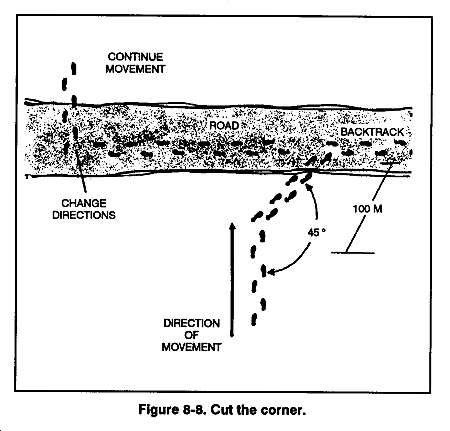 CONTINUE
MOVEMENT
ROAD
BACKTRACK
CHANGE
DIRECTIONS
100 M
45°
DIRECTION
OF
MOVEMENT
Figure 8-8. Cut the corner.